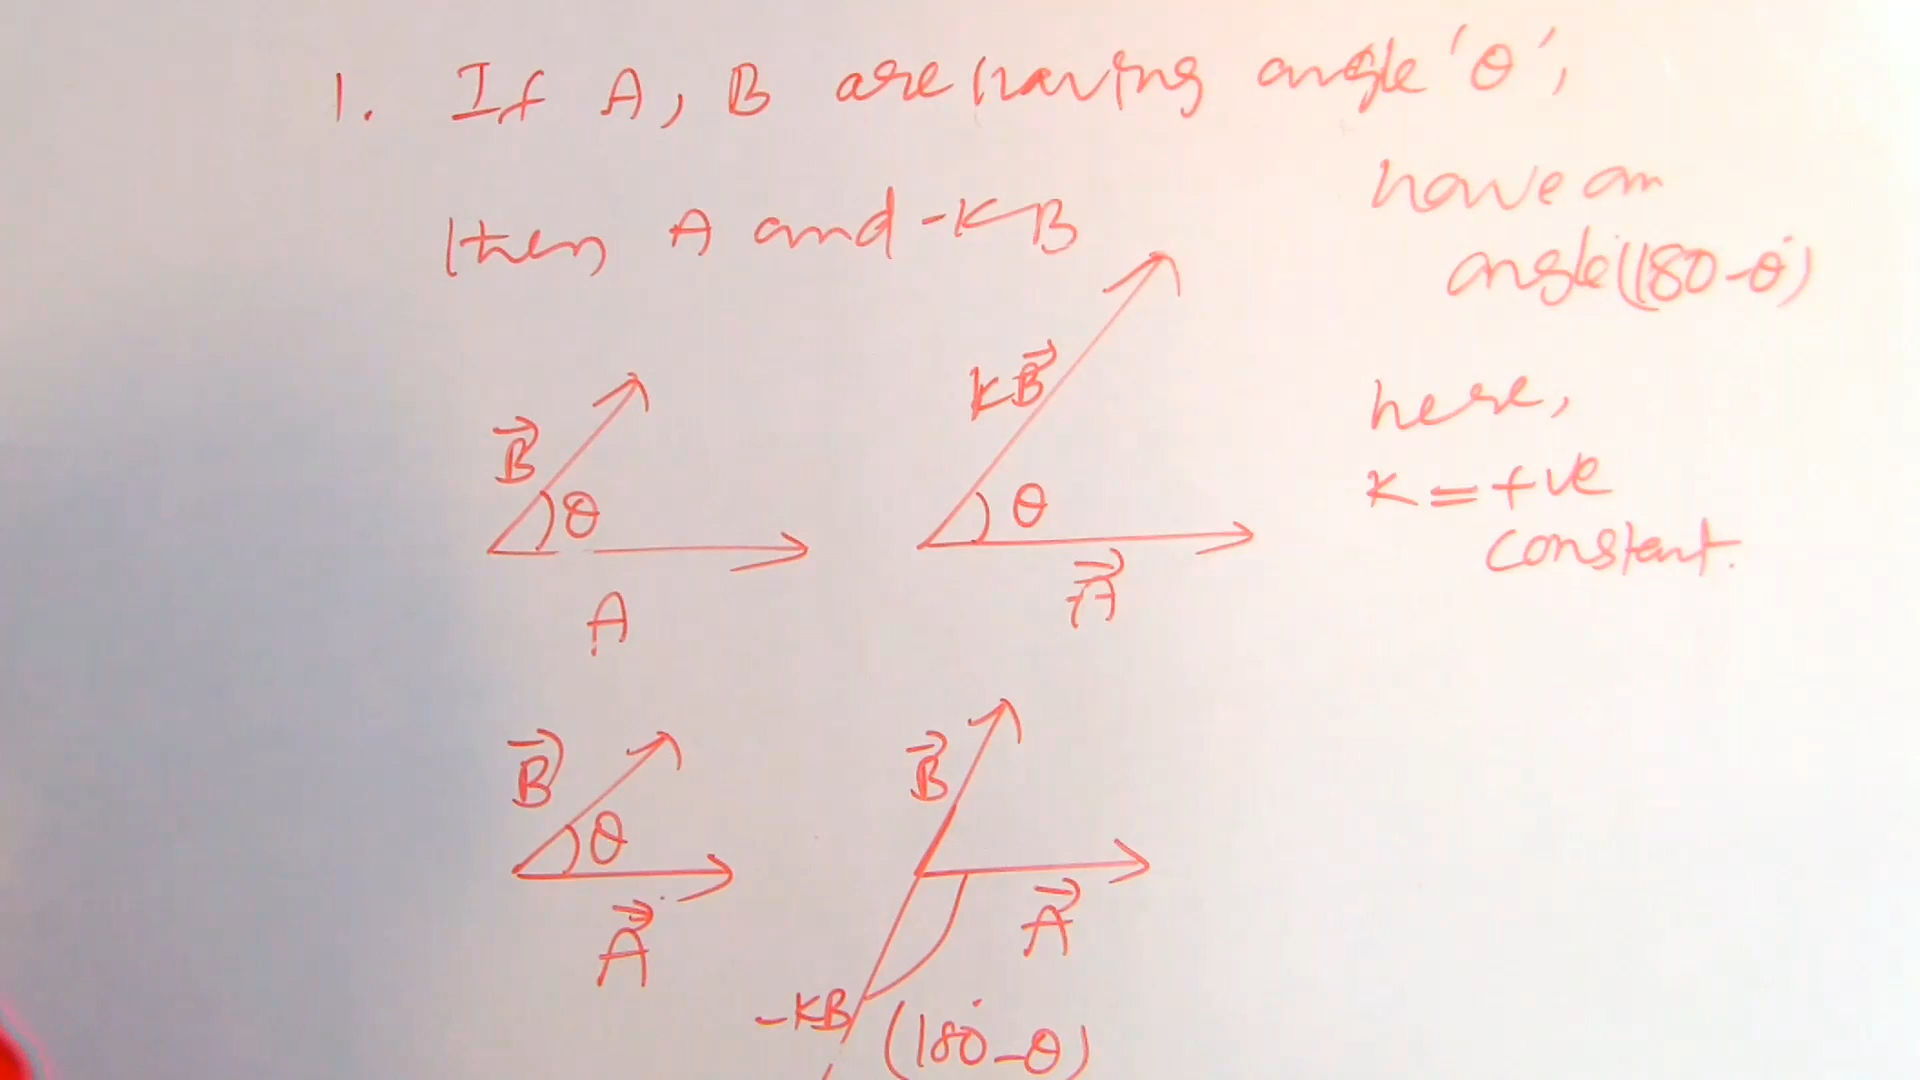 1. If A, B are having angle 'θ',
then A and -KB have an
angle (180-θ)
here,
K = +ve
constant.
B⃗ θ
A
KB⃗ θ
A⃗
B⃗ θ
A⃗
B⃗
A⃗
-KB (180°-θ)